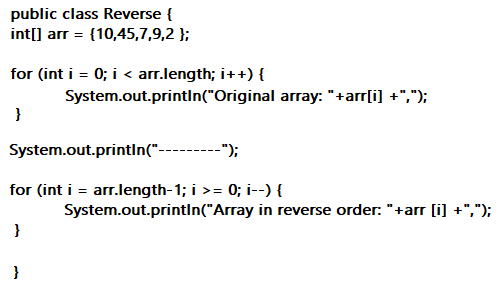 public class Reverse {
int[] arr = {10,45,7,9,2 };
for (int i = 0; i < arr.length; i++) {
System.out.println("Original array: "+arr[i] +",");
}
System.out.println("---------");
for (int i = arr.length-1; i >= 0; i--) {
System.out.println("Array in reverse order: "+arr [i] +",");
}
}